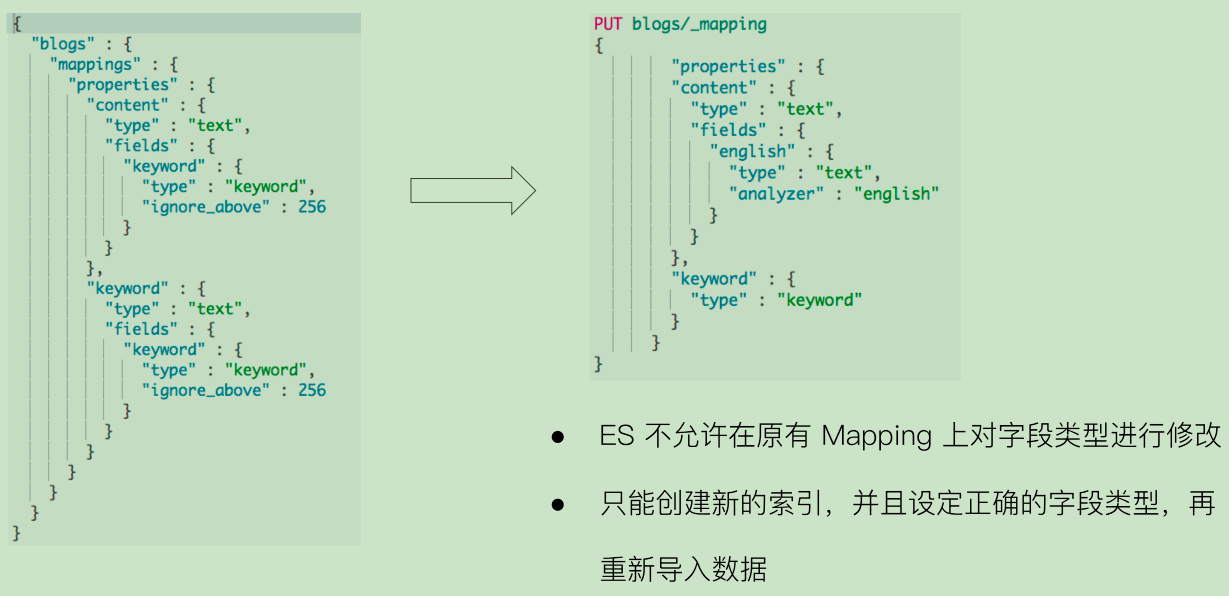 {
  "blogs" : {
    "mappings" : {
      "properties" : {
        "content" : {
          "type" : "text",
          "fields" : {
            "keyword" : {
              "type" : "keyword",
              "ignore_above" : 256
            }
          }
        },
        "keyword" : {
          "type" : "text",
          "fields" : {
            "keyword" : {
              "type" : "keyword",
              "ignore_above" : 256
            }
          }
        }
      }
    }
  }
}
PUT blogs/_mapping
{
        "properties" : {
        "content" : {
          "type" : "text",
          "fields" : {
            "english" : {
              "type" : "text",
              "analyzer" : "english"
            }
          }
        },
        "keyword" : {
          "type" : "keyword"
        }
      }
}
● ES 不允许在原有 Mapping 上对字段类型进行修改
● 只能创建新的索引，并且设定正确的字段类型，再
重新导入数据